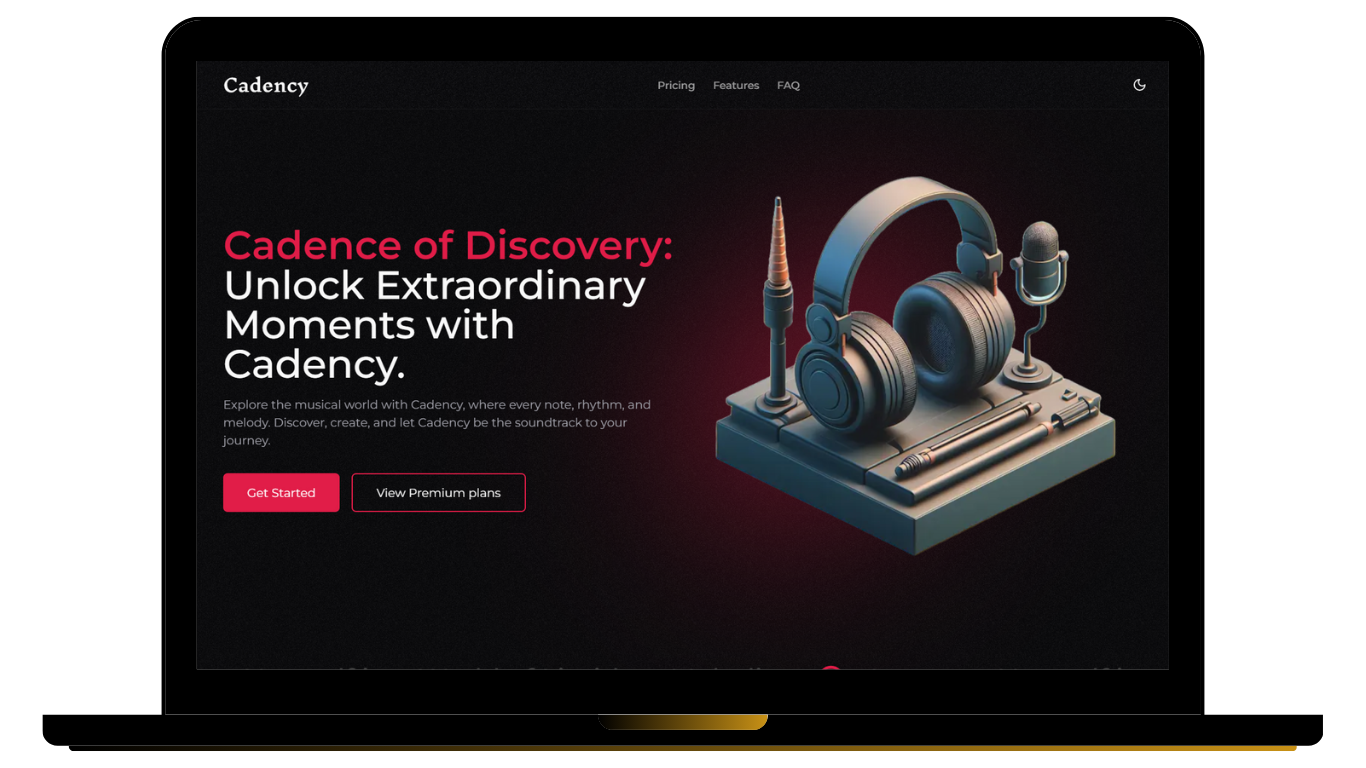 Cadency
Pricing Features FAQ
Cadence of Discovery:
Unlock Extraordinary
Moments with
Cadency.
Explore the musical world with Cadency, where every note, rhythm, and
melody. Discover, create, and let Cadency be the soundtrack to your
journey.
Get Started View Premium plans